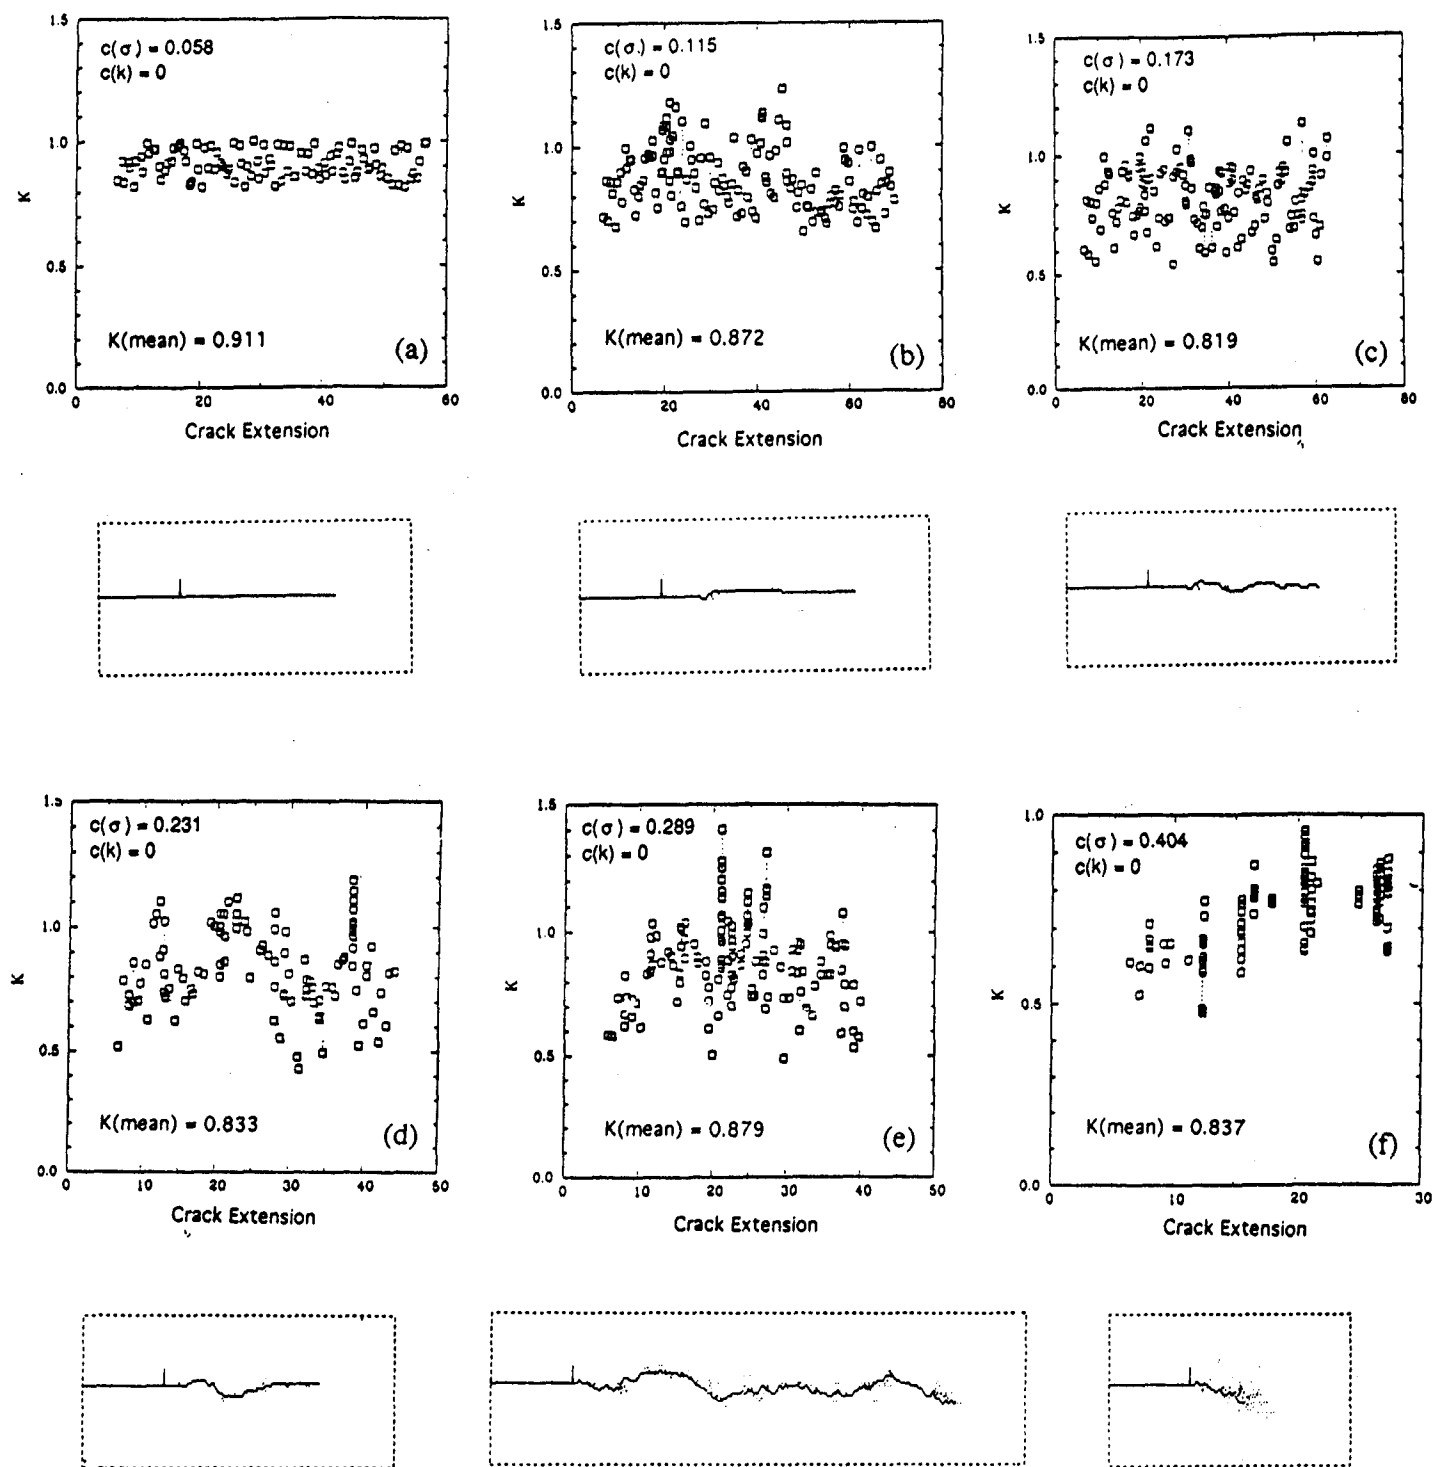 1.5
c(σ) = 0.058
c(k) = 0
1.0
K
0.5
K(mean) = 0.911
(a)
0.0
0 20 40 60
Crack Extension
1.5
c(σ.) = 0.115
c(k) = 0
1.0
K
0.5
K(mean) = 0.872
(b)
0.0
0 20 40 60 80
Crack Extension
1.5
c(σ) = 0.173
c(k) = 0
1.0
K
0.5
K(mean) = 0.819
(c)
0.0
0 20 40 60 80
Crack Extension
1.5
c(σ) = 0.231
c(k) = 0
1.0
K
0.5
K(mean) = 0.833
(d)
0.0
0 10 20 30 40 50
Crack Extension
1.5
c(σ) = 0.289
c(k) = 0
1.0
K
0.5
K(mean) = 0.879
(e)
0.0
0 10 20 30 40 50
Crack Extension
1.0
c(σ) = 0.404
c(k) = 0
K
0.5
K(mean) = 0.837
(f)
0.0
0 10 20 30
Crack Extension